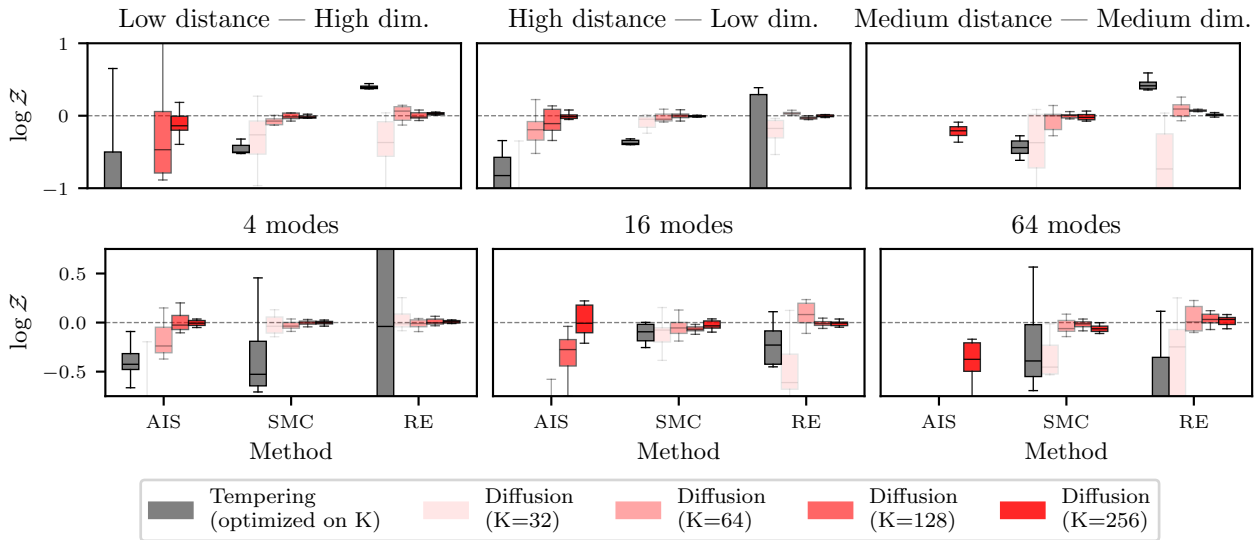 Low distance — High dim.
High distance — Low dim.
Medium distance — Medium dim.
log Z
1
0
−1
4 modes
16 modes
64 modes
log Z
0.5
0.0
−0.5
AIS
SMC
RE
AIS
SMC
RE
AIS
SMC
RE
Method
Method
Method
Tempering
(optimized on K)
Diffusion
(K=32)
Diffusion
(K=64)
Diffusion
(K=128)
Diffusion
(K=256)